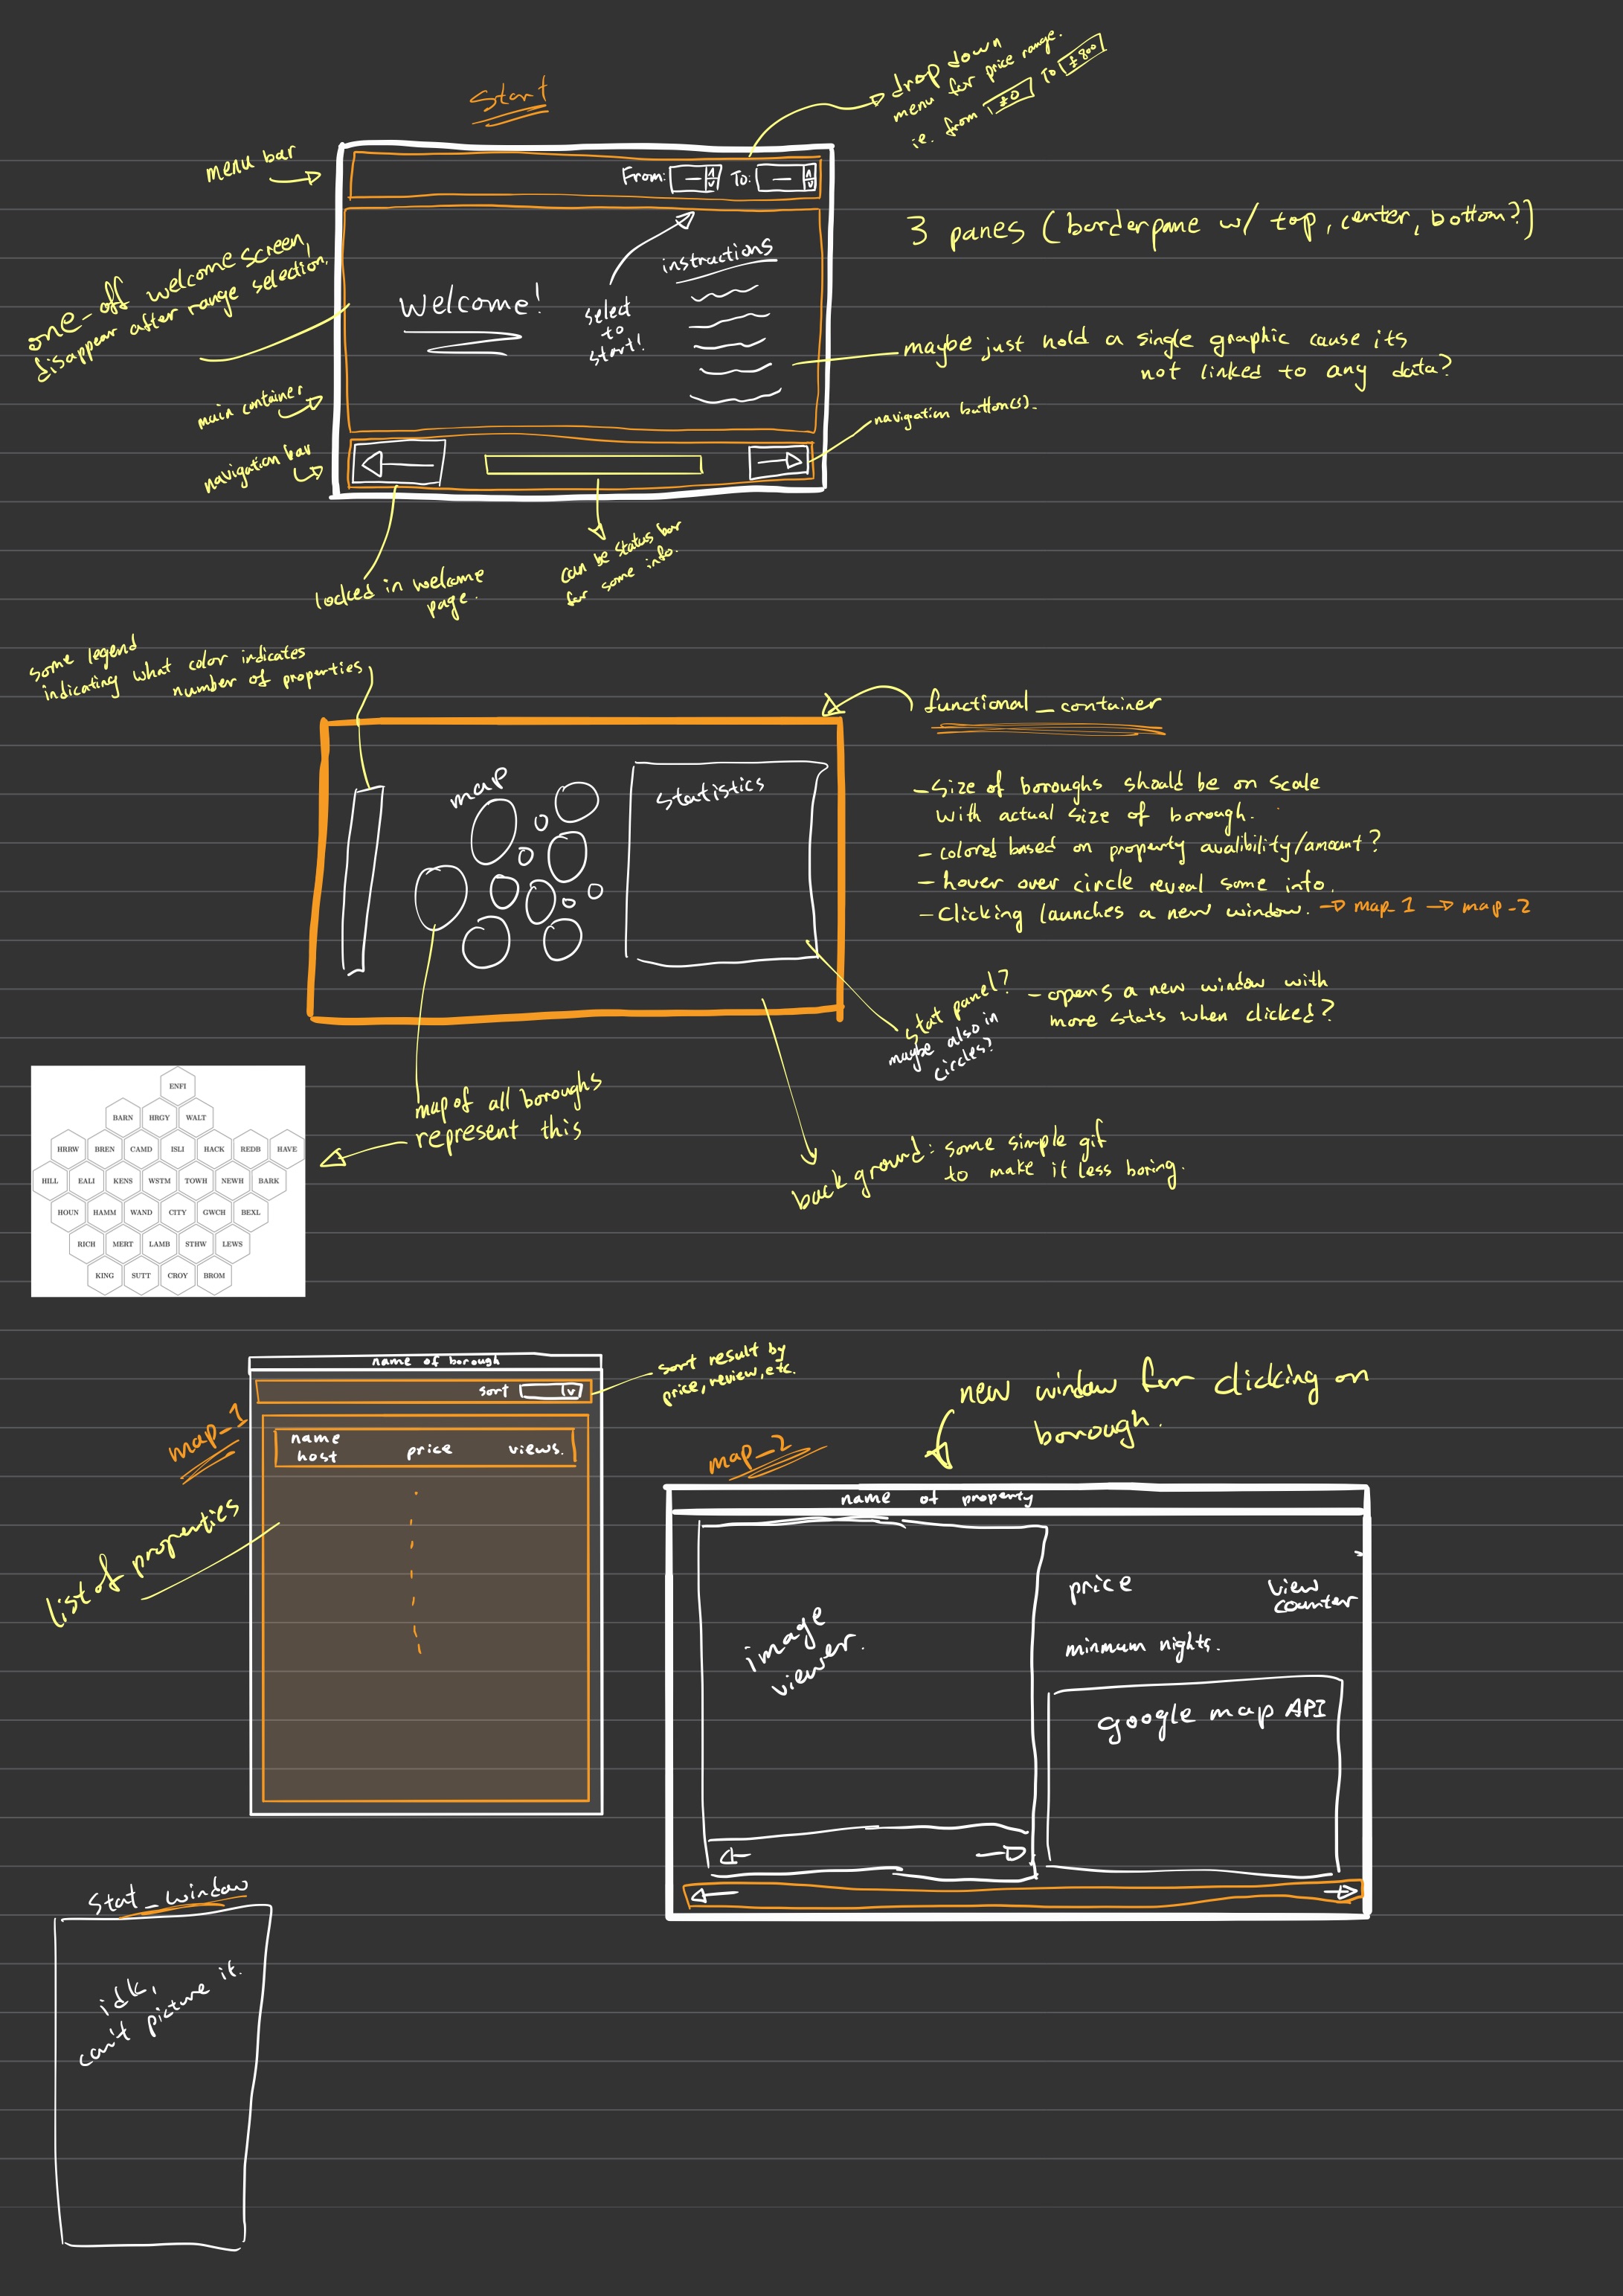 Start
drop down
menu for price range.
ie. from £0 To £800
menu bar
From: — To: —
3 panes (borderpane w/ top, center, bottom?)
one-off welcome screen,
disappear after range selection.
instructions
Welcome!
select
to
start!
maybe just hold a single graphic cause its
not linked to any data?
main container
navigation button(s).
navigation bar
can be status bar
for some info.
locked in welcome
page.
some legend
indicating what color indicates
number of properties
functional_container
map
statistics
- size of boroughs should be on scale
with actual size of borough.
- colored based on property avalibility/amount?
- hover over circle reveal some info.
- Clicking launches a new window. → map_1 → map_2
stat panel?
maybe also in
circles?
- opens a new window with
more stats when clicked?
map of all boroughs
represent this
back ground: some simple gif
to make it less boring.
ENFI
BARN HRGY WALT
HRRW BREN CAMD ISLI HACK REDB HAVE
HILL EALI KENS WSTM TOWH NEWH BARK
HOUN HAMM WAND CITY GWCH BEXL
RICH MERT LAMB STHW LEWS
KING SUTT CROY BROM
name of borough
sort
sort result by
price, review, etc.
map_1
name
host
price
views.
list of properties
new window for clicking on
borough.
map_2
name of property
image
viewer.
price
view
counter
minmum nights.
google map API
Stat_window
idk,
can't picture it.